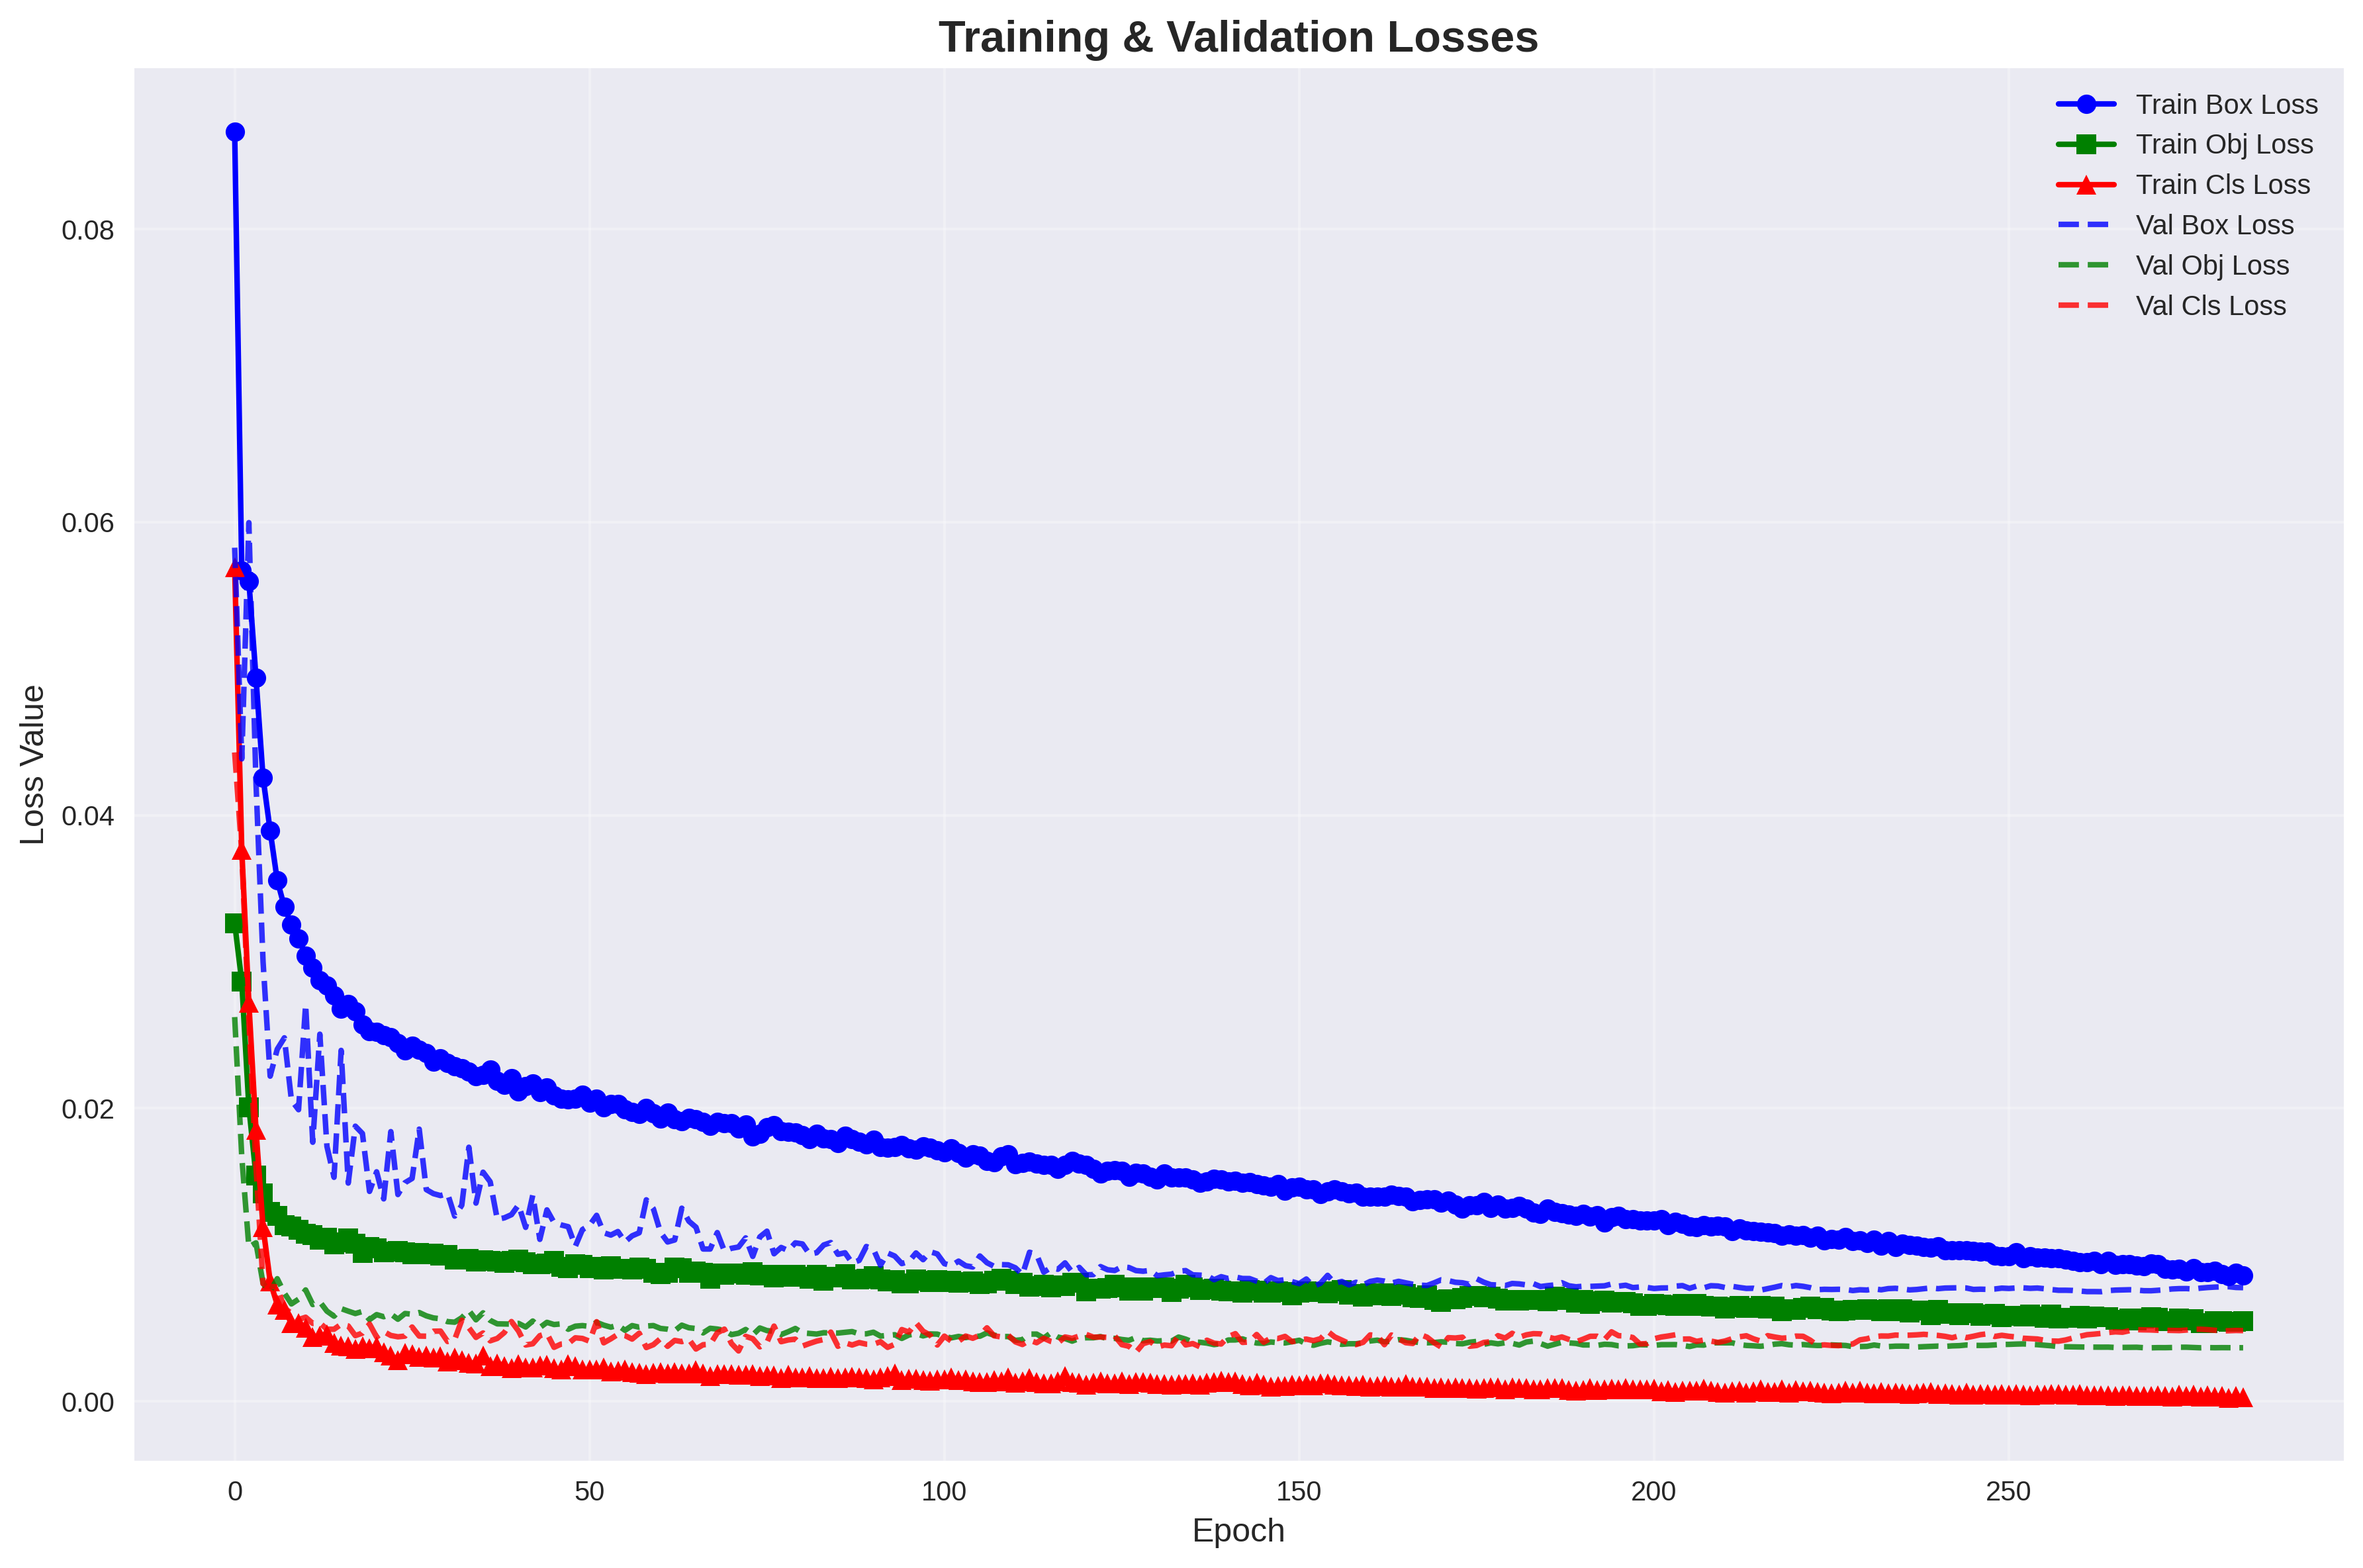 Training & Validation Losses
Train Box Loss
Train Obj Loss
Train Cls Loss
Val Box Loss
Val Obj Loss
Val Cls Loss
Loss Value
0.08
0.06
0.04
0.02
0.00
0 50 100 150 200 250
Epoch